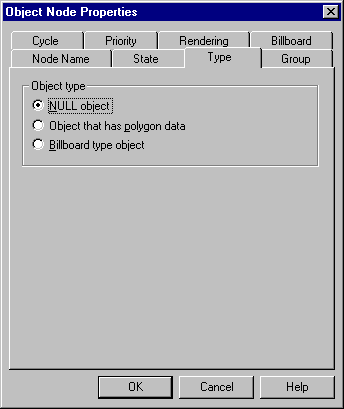 Object Node Properties
Cycle Priority Rendering Billboard
Node Name State Type Group
Object type
NULL object
Object that has polygon data
Billboard type object
OK Cancel Help